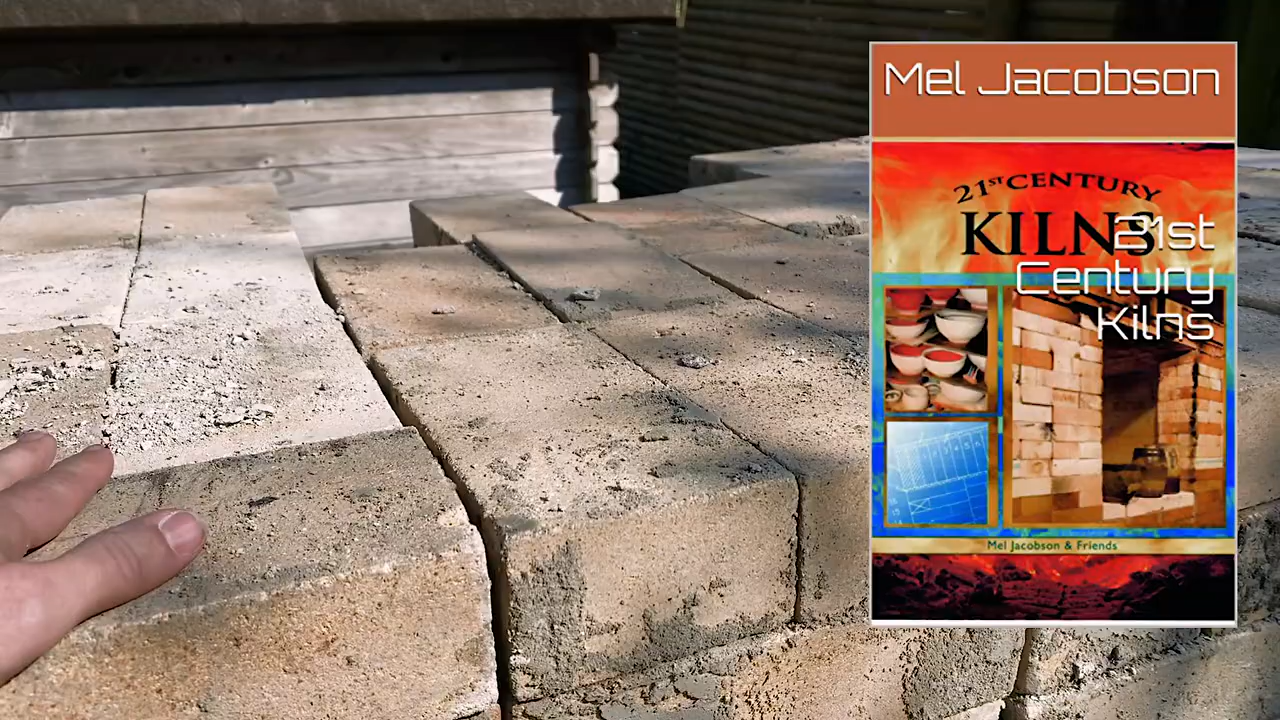 Mel Jacobson
21ST CENTURY
KILNS
21st
Century
Kilns
Mel Jacobson & Friends